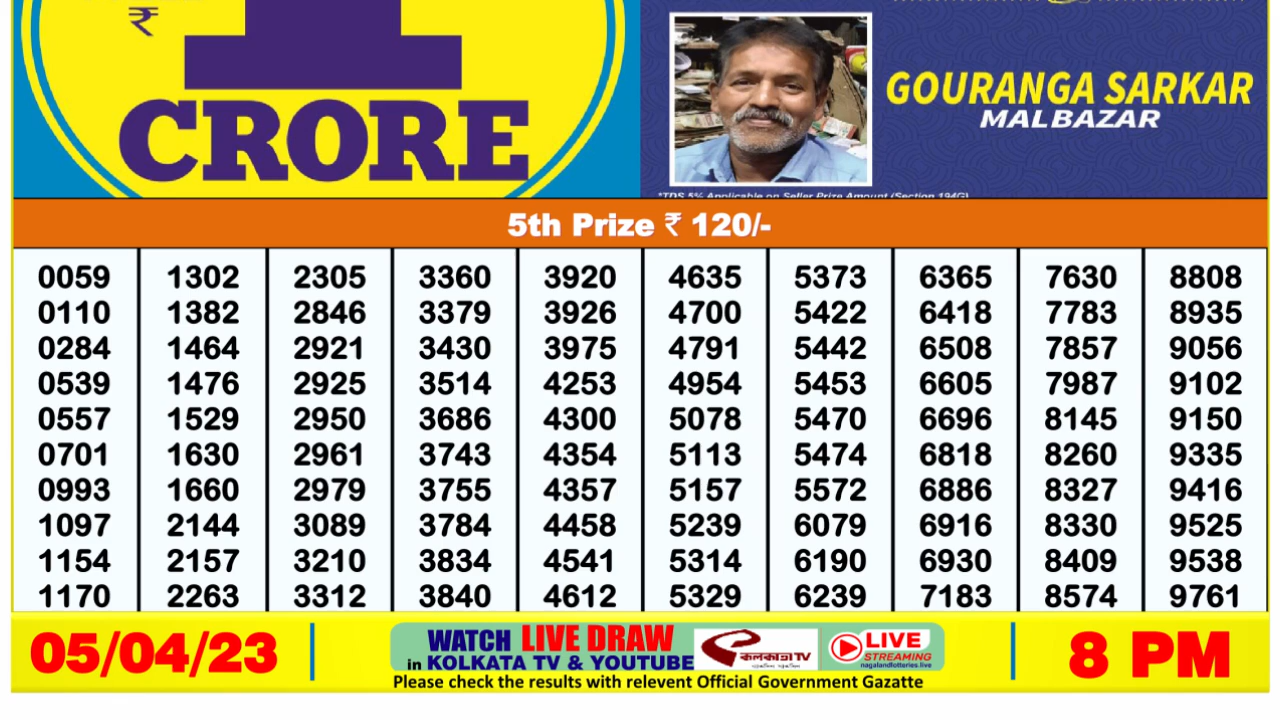 ₹
1
CRORE
GOURANGA SARKAR
MALBAZAR
*TDS 5% Applicable on Seller Prize Amount (Section 194G)
5th Prize ₹ 120/-
0059 1302 2305 3360 3920 4635 5373 6365 7630 8808
0110 1382 2846 3379 3926 4700 5422 6418 7783 8935
0284 1464 2921 3430 3975 4791 5442 6508 7857 9056
0539 1476 2925 3514 4253 4954 5453 6605 7987 9102
0557 1529 2950 3686 4300 5078 5470 6696 8145 9150
0701 1630 2961 3743 4354 5113 5474 6818 8260 9335
0993 1660 2979 3755 4357 5157 5572 6886 8327 9416
1097 2144 3089 3784 4458 5239 6079 6916 8330 9525
1154 2157 3210 3834 4541 5314 6190 6930 8409 9538
1170 2263 3312 3840 4612 5329 6239 7183 8574 9761
05/04/23
WATCH LIVE DRAW
in KOLKATA TV & YOUTUBE
কলকাতা TV
LIVE
STREAMING
nagalandlotteries.live
Please check the results with relevent Official Government Gazatte
8 PM